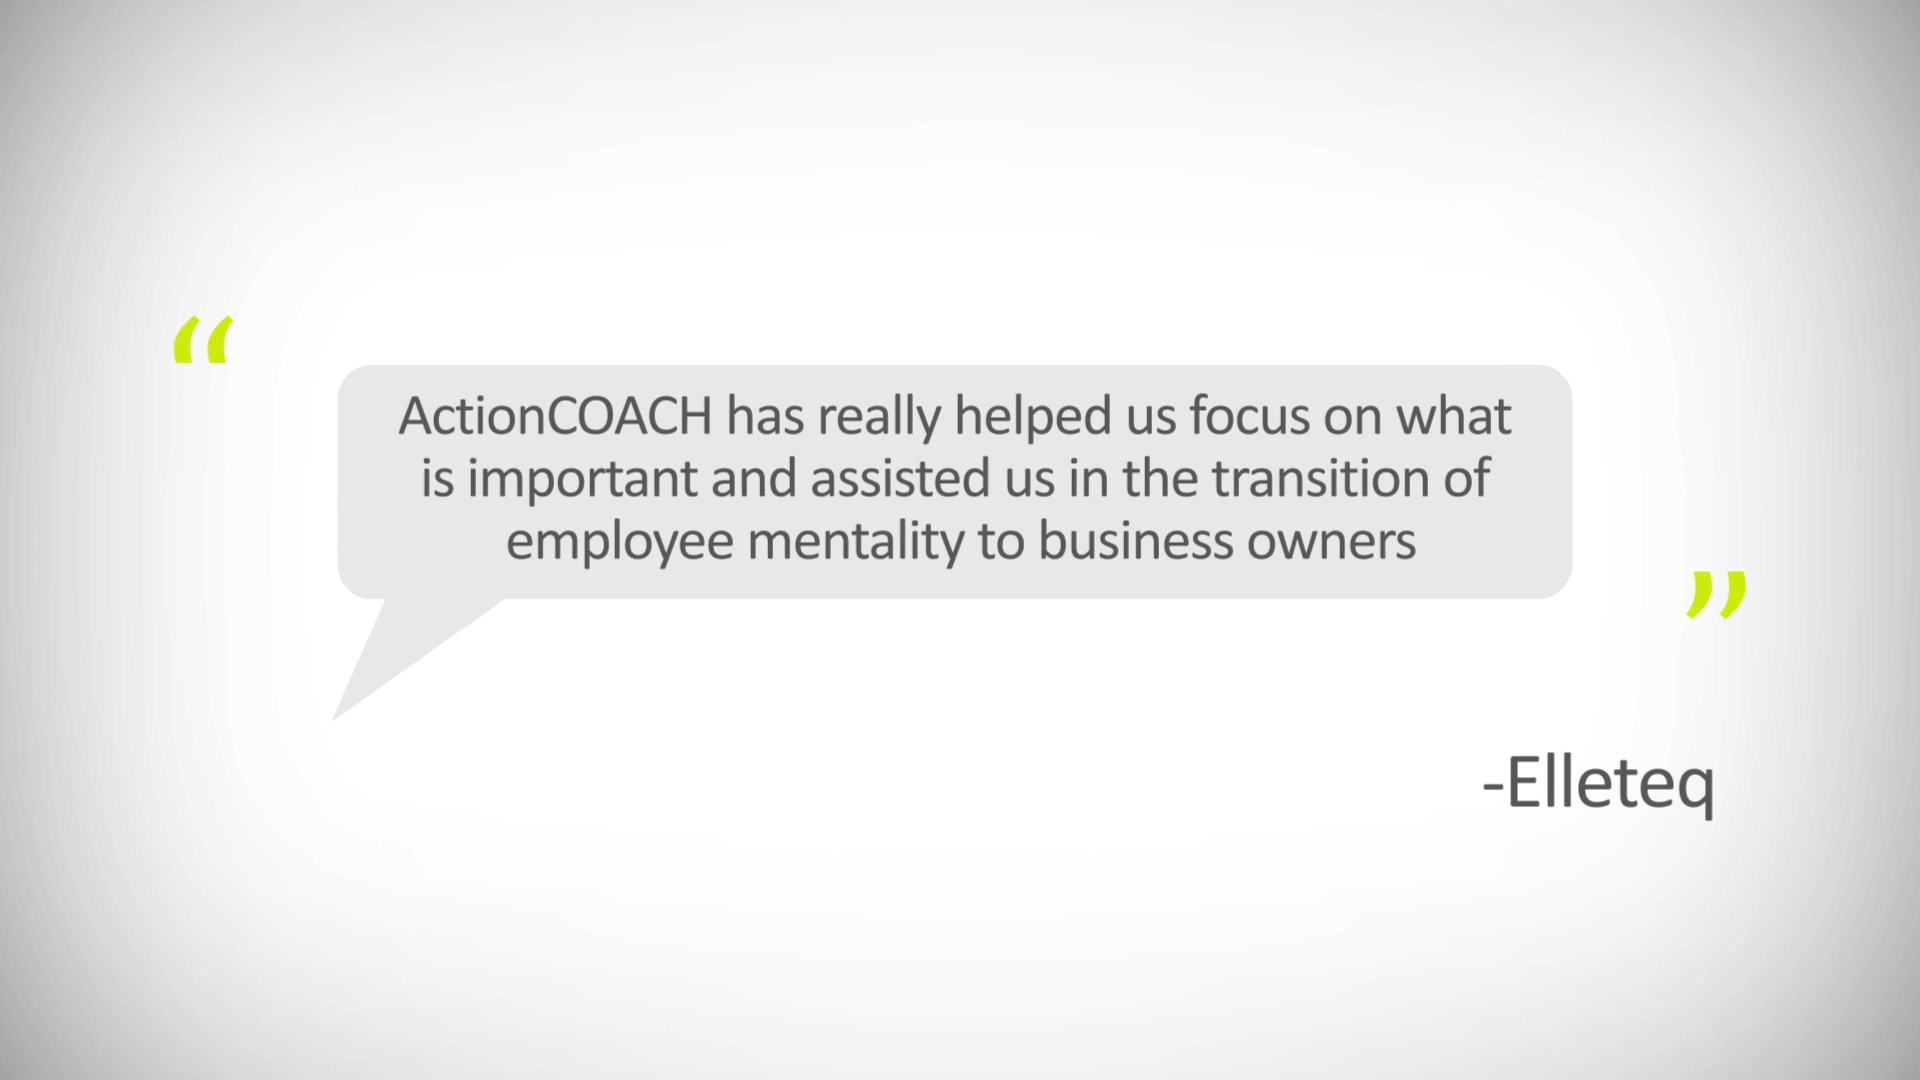 “
ActionCOACH has really helped us focus on what
is important and assisted us in the transition of
employee mentality to business owners
”
-Elleteq